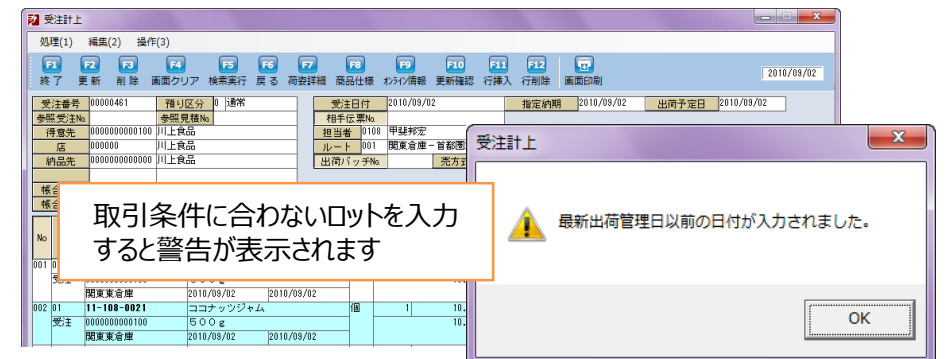 受注計上
処理(1) 編集(2) 操作(3)
F1 F2 F3 F4 F5 F6 F7 F8 F9 F10 F11 F12
終了 更新 削除 画面クリア 検索実行 戻る 荷姿詳細 商品仕様 オンライン情報 更新確認 行挿入 行削除 画面印刷
2010/09/02
受注番号 00000461 預り区分 0 通常 受注日付 2010/09/02 指定納期 2010/09/02 出荷予定日 2010/09/02
参照受注No. 参照見積No. 相手伝票No.
得意先 0000000000100 川上食品 担当者 0108 甲斐邦宏
店 000000 川上食品 ルート 001 関東倉庫-首都圏
納品先 0000000000000 川上食品 出荷バッチNo. 売方
受注計上
最新出荷管理日以前の日付が入力されました。
OK
取引条件に合わないロットを入力
すると警告が表示されます
No
001
関東東倉庫 2010/09/02 2010/09/02
002 01 11-108-0021 ココナッツジャム 個 1 10.
受注 0000000000100 500g 10.
関東東倉庫 2010/09/02 2010/09/02